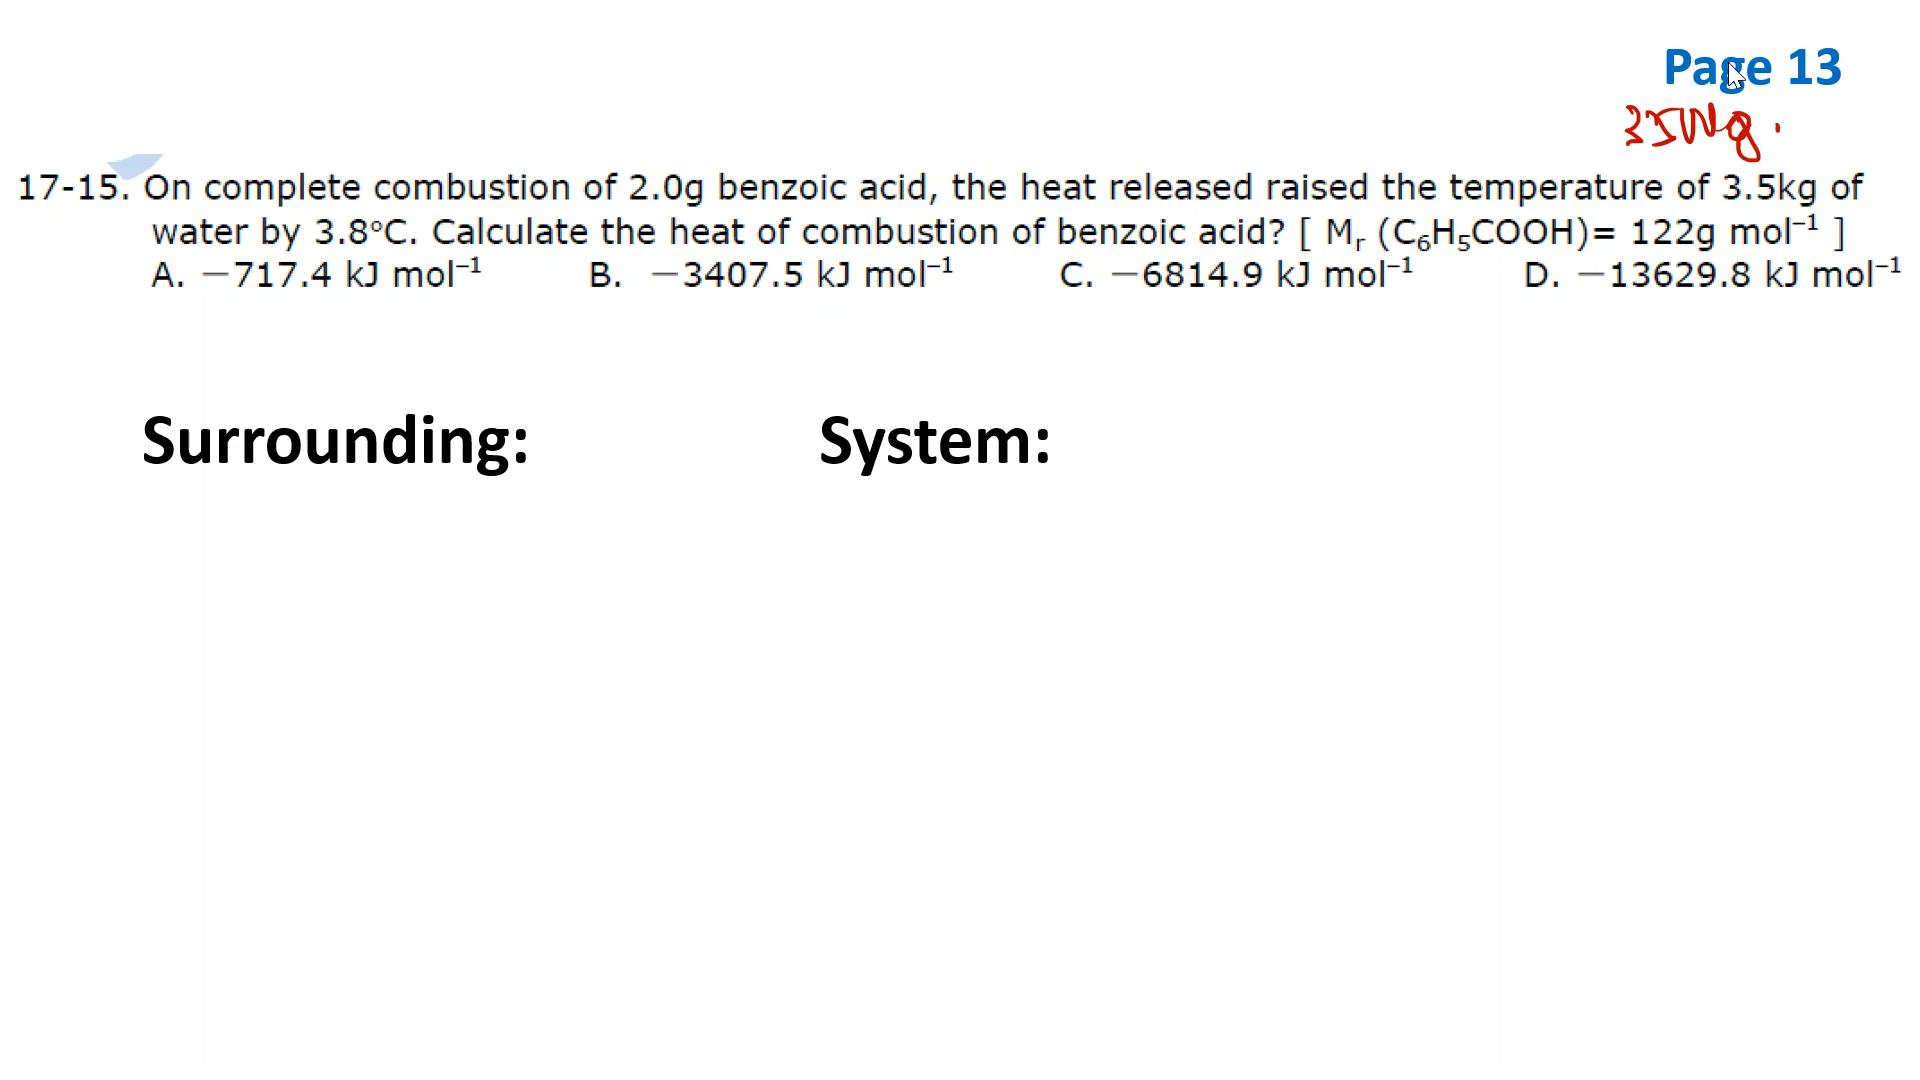 Page 13
3500g.
17-15. On complete combustion of 2.0g benzoic acid, the heat released raised the temperature of 3.5kg of
water by 3.8°C. Calculate the heat of combustion of benzoic acid? [ Mᵣ (C₆H₅COOH)= 122g mol⁻¹ ]
A. −717.4 kJ mol⁻¹ B. −3407.5 kJ mol⁻¹ C. −6814.9 kJ mol⁻¹ D. −13629.8 kJ mol⁻¹
Surrounding: System: